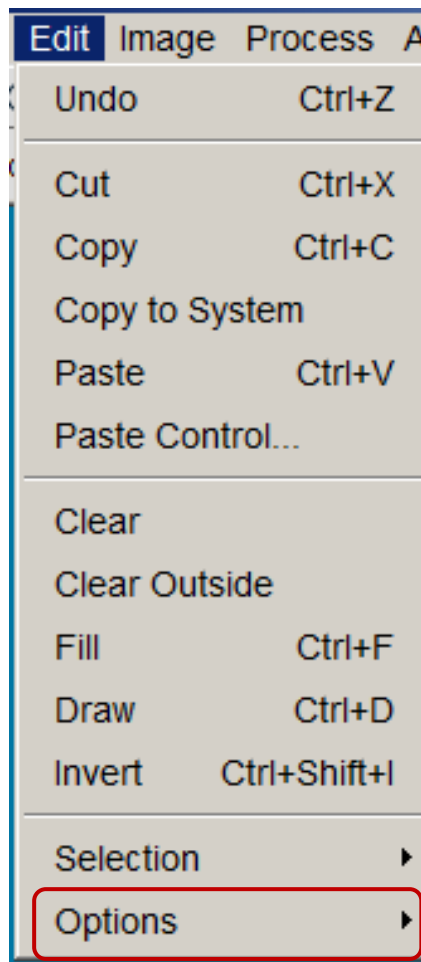 Edit Image Process A
Undo Ctrl+Z
Cut Ctrl+X
Copy Ctrl+C
Copy to System
Paste Ctrl+V
Paste Control...
Clear
Clear Outside
Fill Ctrl+F
Draw Ctrl+D
Invert Ctrl+Shift+I
Selection
Options